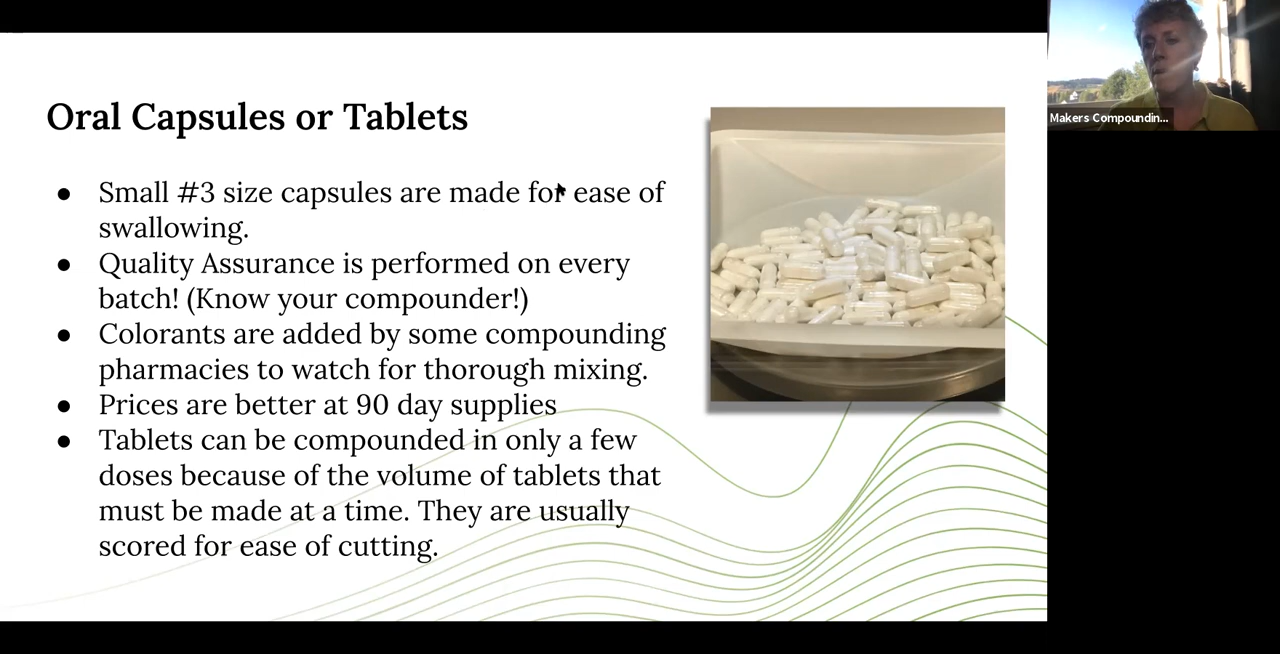 Oral Capsules or Tablets
● Small #3 size capsules are made for ease of
swallowing.
● Quality Assurance is performed on every
batch! (Know your compounder!)
● Colorants are added by some compounding
pharmacies to watch for thorough mixing.
● Prices are better at 90 day supplies
● Tablets can be compounded in only a few
doses because of the volume of tablets that
must be made at a time. They are usually
scored for ease of cutting.
Makers Compoundin...